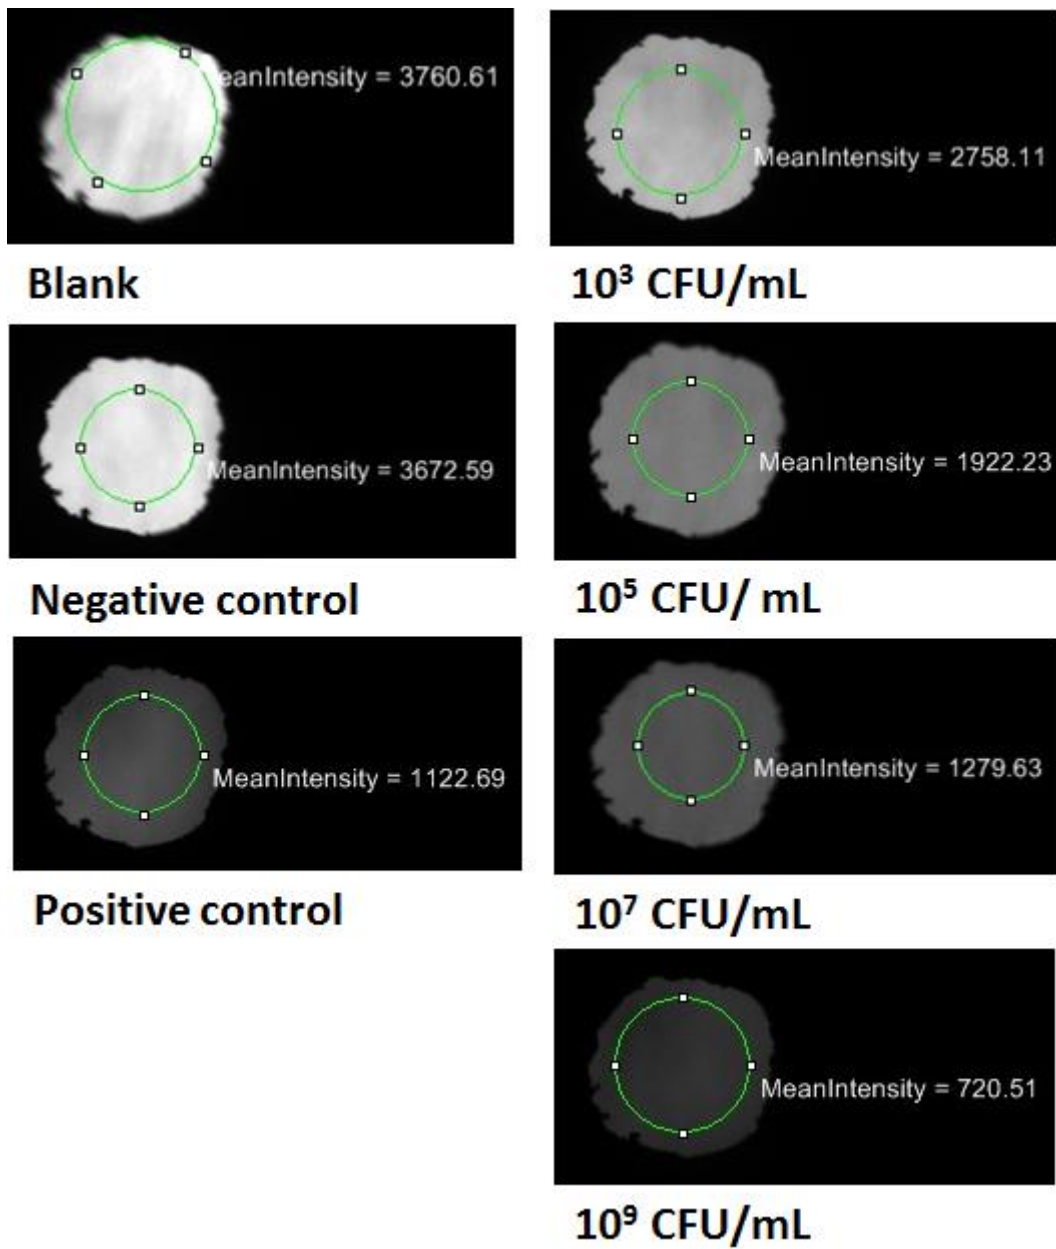 eanIntensity = 3760.61
Blank
MeanIntensity = 3672.59
Negative control
MeanIntensity = 1122.69
Positive control
MeanIntensity = 2758.11
10³ CFU/mL
MeanIntensity = 1922.23
10⁵ CFU/ mL
MeanIntensity = 1279.63
10⁷ CFU/mL
MeanIntensity = 720.51
10⁹ CFU/mL